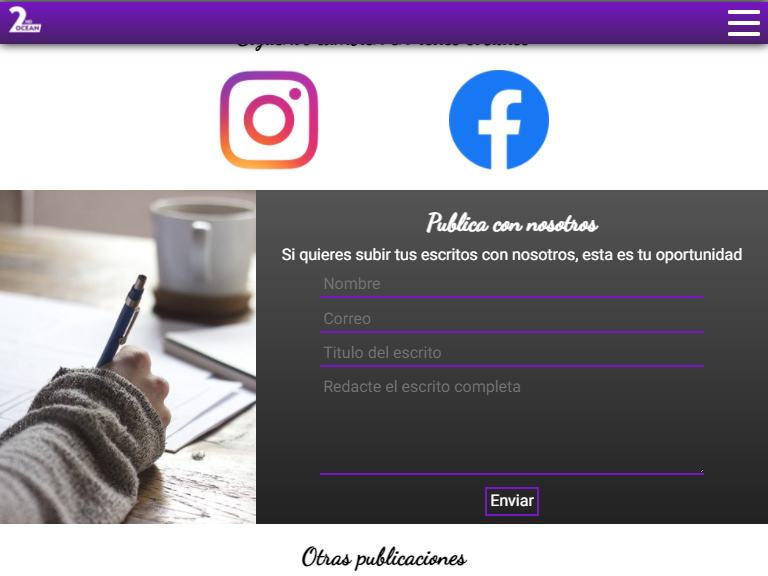 2
OCEAN
Publica con nosotros
Si quieres subir tus escritos con nosotros, esta es tu oportunidad
Nombre
Correo
Titulo del escrito
Redacte el escrito completa
Enviar
Otras publicaciones